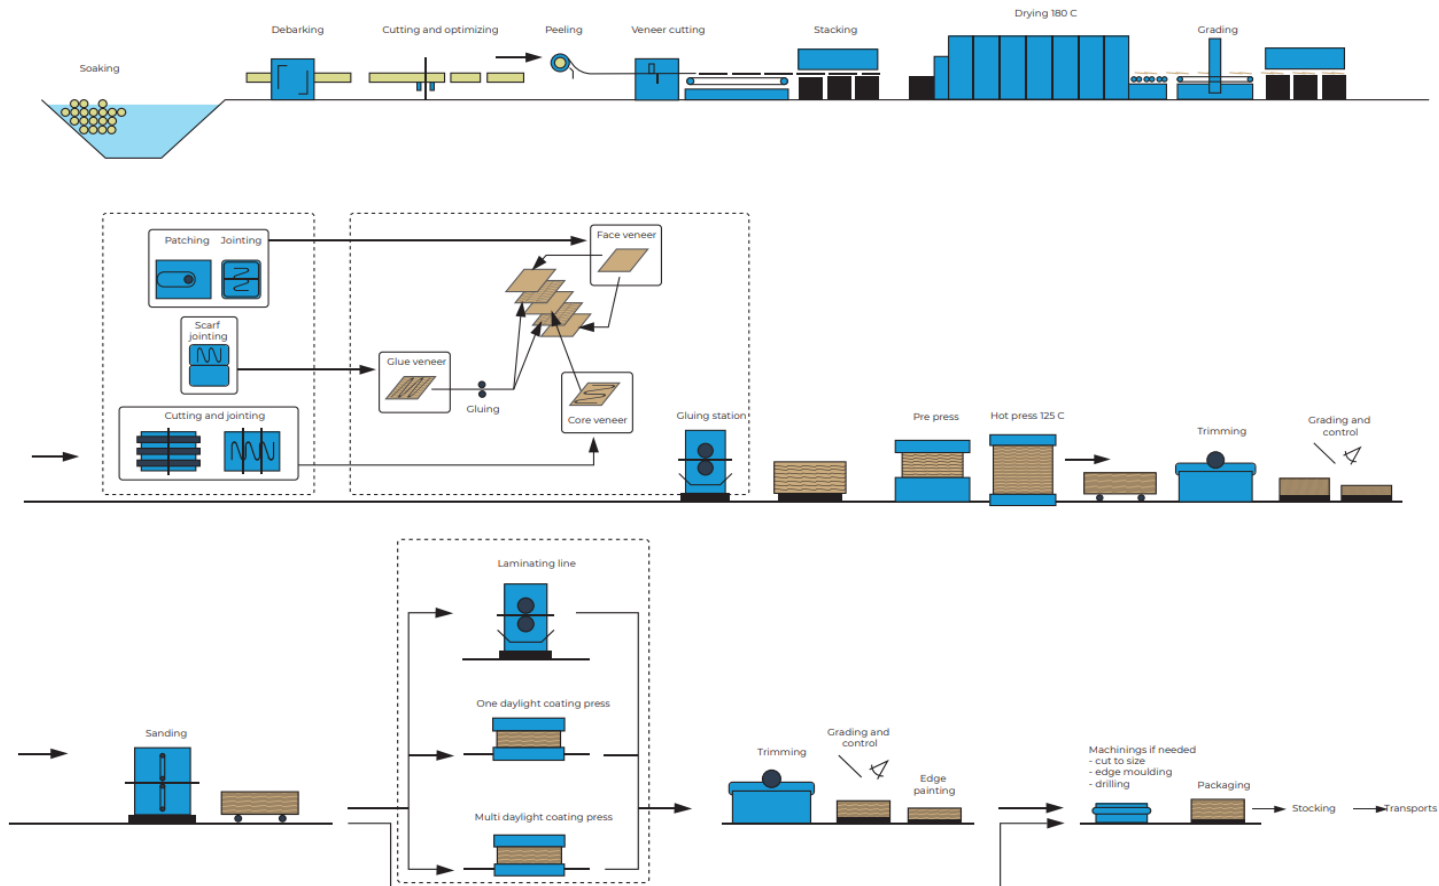 Soaking
Debarking
Cutting and optimizing
Peeling
Veneer cutting
Stacking
Drying 180 C
Grading
Patching
Jointing
Scarf
jointing
Cutting and jointing
Face veneer
Glue veneer
Gluing
Core veneer
Gluing station
Pre press
Hot press 125 C
Trimming
Grading and
control
Sanding
Laminating line
One daylight coating press
Multi daylight coating press
Trimming
Grading and
control
Edge
painting
Machinings if needed
- cut to size
- edge moulding
- drilling
Packaging
Stocking
Transports